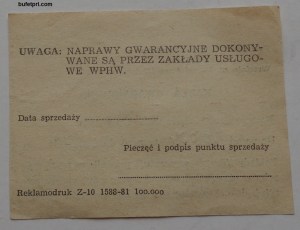 bufetprl.com
UWAGA: NAPRAWY GWARANCYJNE DOKONY-
WANE SĄ PRZEZ ZAKŁADY USŁUGO-
WE WPHW.
Data sprzedaży
Pieczęć i podpis punktu sprzedaży
Reklamodruk Z-10 1588-81 100.000